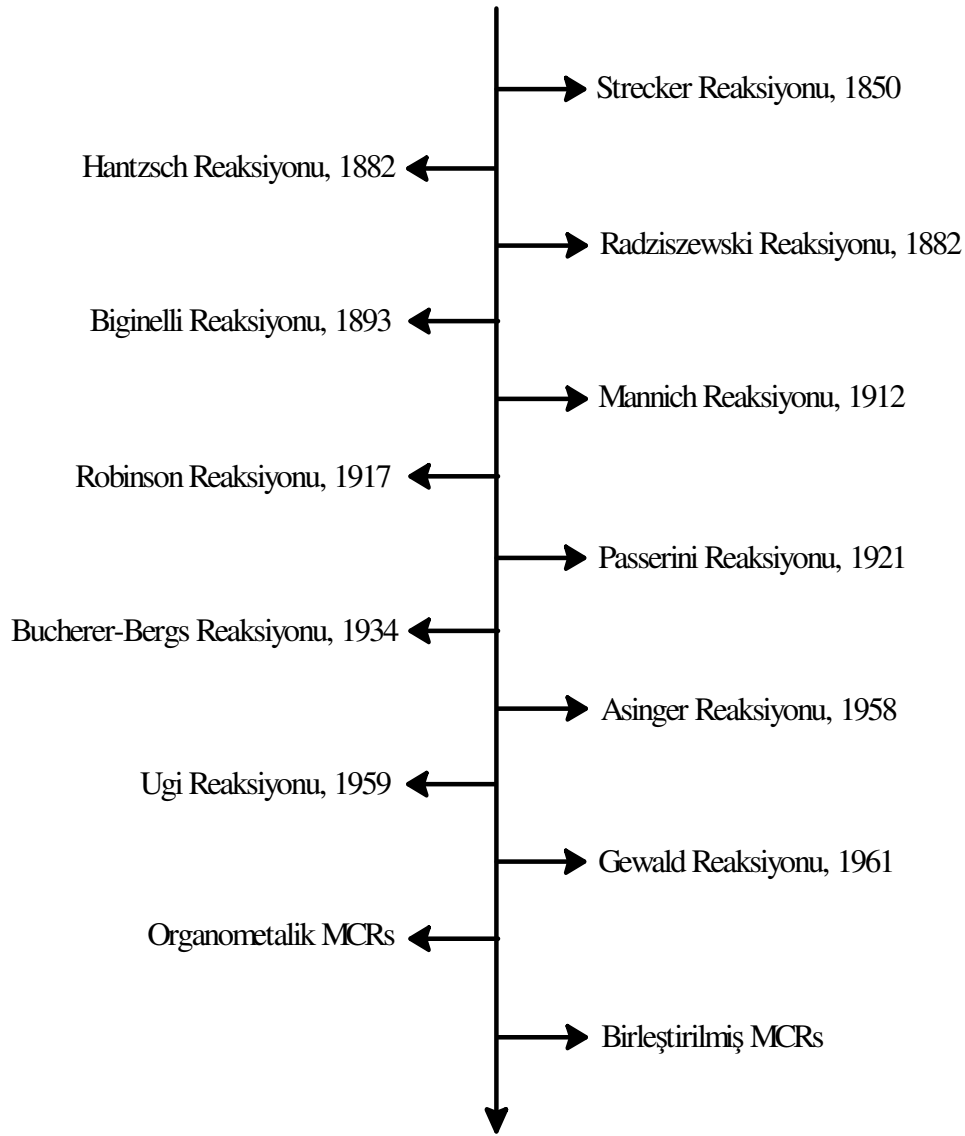 Strecker Reaksiyonu, 1850
Hantzsch Reaksiyonu, 1882
Radziszewski Reaksiyonu, 1882
Biginelli Reaksiyonu, 1893
Mannich Reaksiyonu, 1912
Robinson Reaksiyonu, 1917
Passerini Reaksiyonu, 1921
Bucherer-Bergs Reaksiyonu, 1934
Asinger Reaksiyonu, 1958
Ugi Reaksiyonu, 1959
Gewald Reaksiyonu, 1961
Organometalik MCRs
Birleştirilmiş MCRs